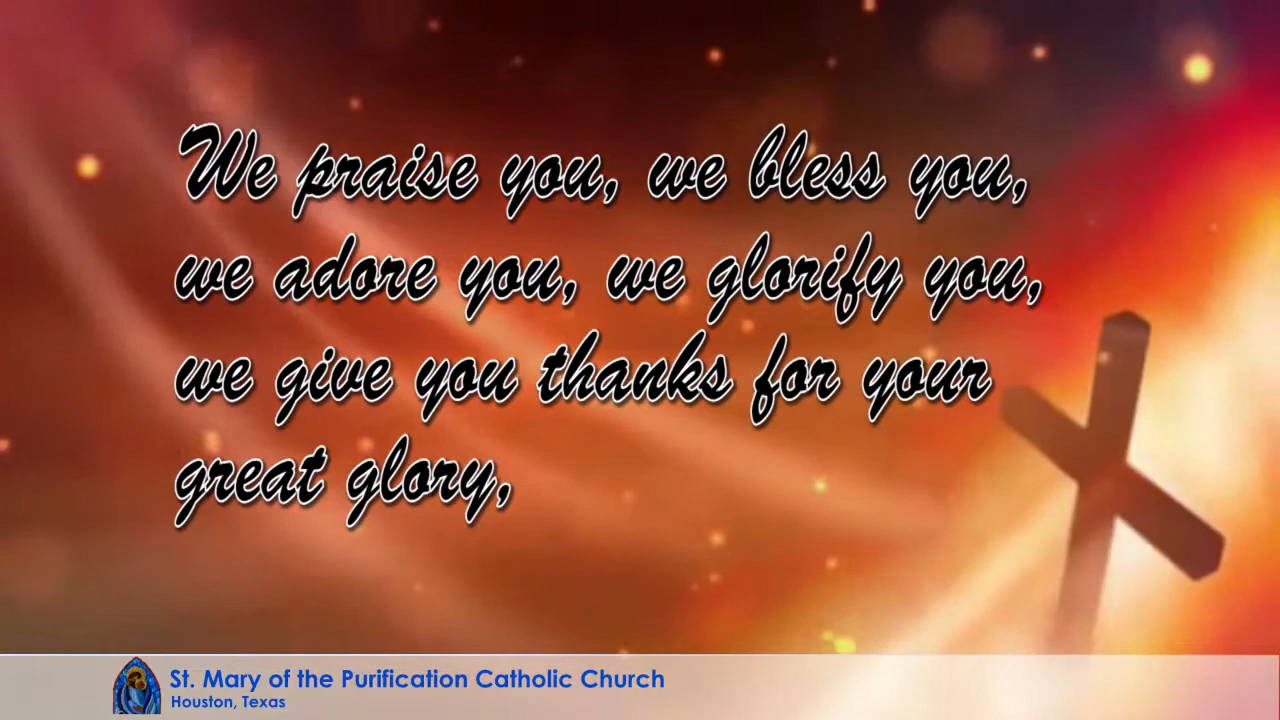 We praise you, we bless you,
we adore you, we glorify you,
we give you thanks for your
great glory,
St. Mary of the Purification Catholic Church
Houston, Texas